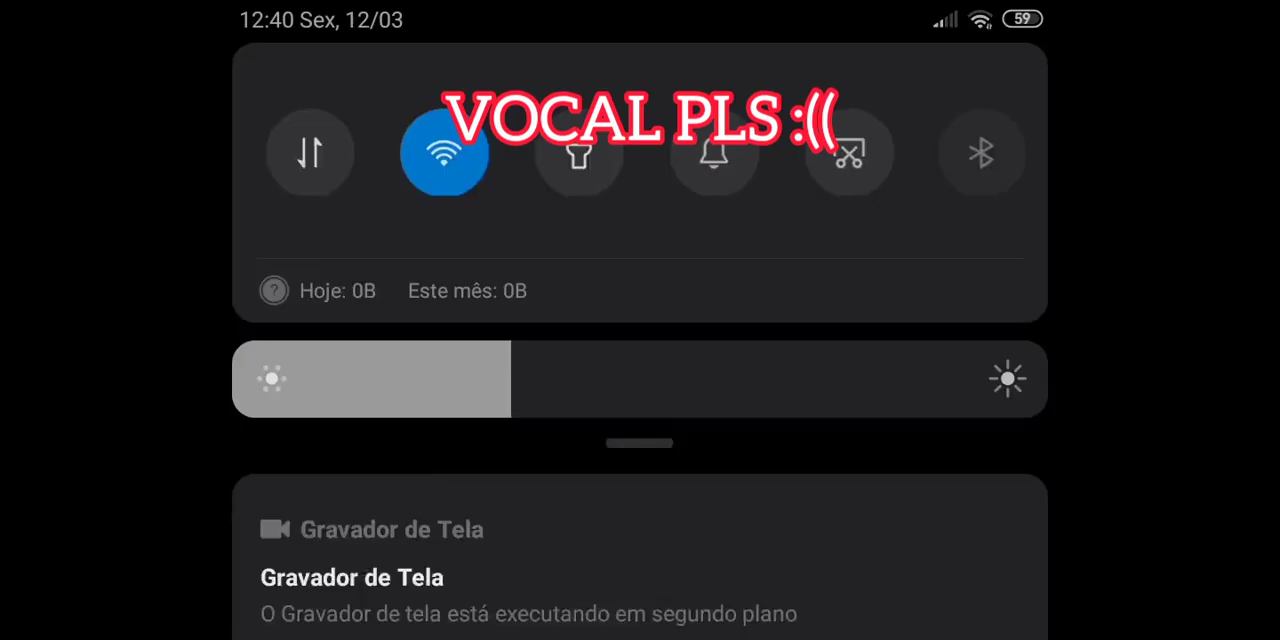 12:40 Sex, 12/03
59
VOCAL PLS :((
Hoje: 0B Este mês: 0B
Gravador de Tela
Gravador de Tela
O Gravador de tela está executando em segundo plano